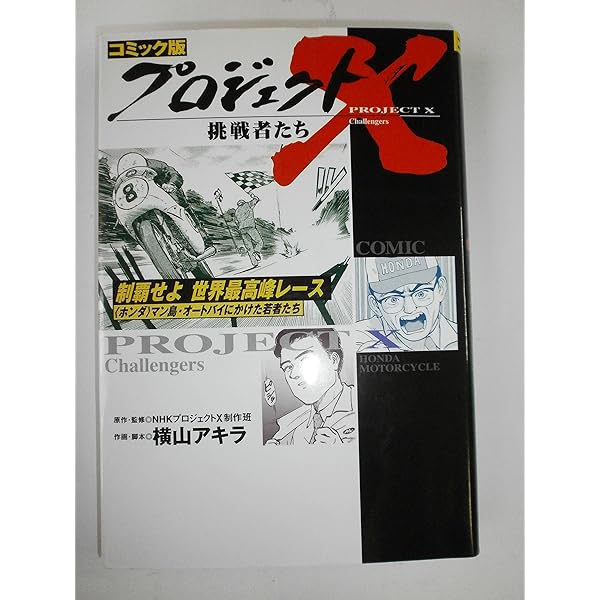 コミック版
プロジェクトX
PROJECT X
Challengers
挑戦者たち
8
制覇せよ 世界最高峰レース
〈ホンダ〉マン島・オートバイにかけた若者たち
COMIC
HONDA
PROJECT X
Challengers
HONDA
MOTORCYCLE
原作・監修◎NHKプロジェクトX制作班
作画・脚本◎横山アキラ